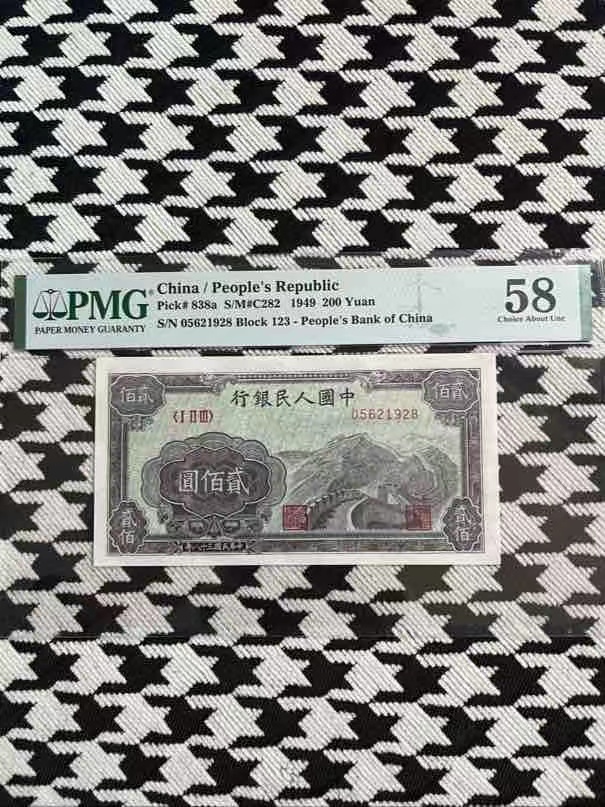 PMG
PAPER MONEY GUARANTY
China / People's Republic
Pick# 838a S/M#C282 1949 200 Yuan
S/N 05621928 Block 123 - People's Bank of China
58
Choice About Unc
佰貳
行銀民人國中
佰貳
〈ⅠⅡⅢ〉
05621928
圓佰貳
貳佰
貳佰